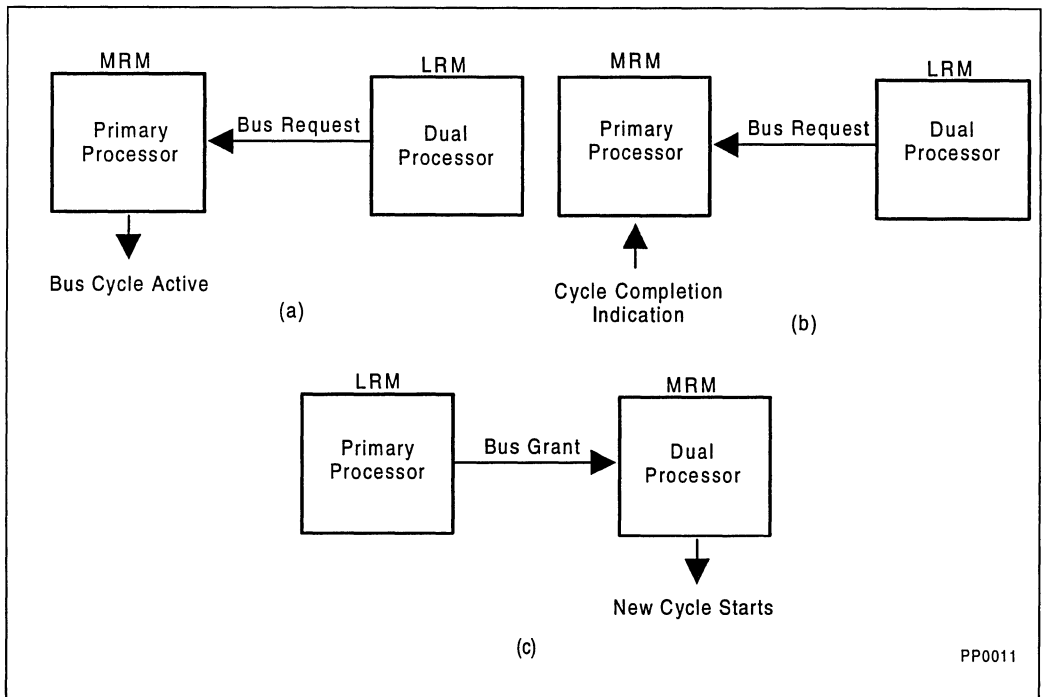 MRM
Primary
Processor
Bus Request
LRM
Dual
Processor
Bus Cycle Active
(a)
MRM
Primary
Processor
Bus Request
LRM
Dual
Processor
Cycle Completion
Indication
(b)
LRM
Primary
Processor
Bus Grant
MRM
Dual
Processor
New Cycle Starts
(c)
PP0011